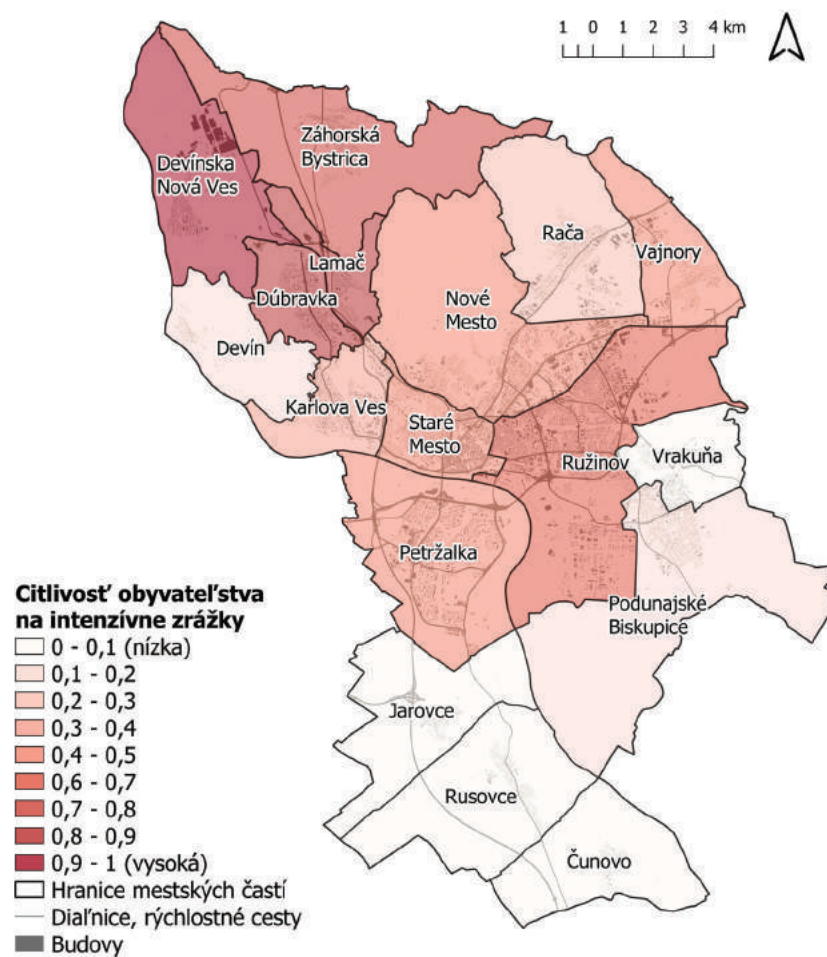 1 0 1 2 3 4 km
Záhorská
Bystrica
Devínska
Nová Ves
Rača
Vajnory
Lamač
Dúbravka
Nové
Mesto
Devín
Karlova Ves
Staré
Mesto
Vrakuňa
Ružinov
Petržalka
Podunajské
Biskupice
Jarovce
Rusovce
Čunovo
Citlivosť obyvateľstva
na intenzívne zrážky
0 - 0,1 (nízka)
0,1 - 0,2
0,2 - 0,3
0,3 - 0,4
0,4 - 0,5
0,6 - 0,7
0,7 - 0,8
0,8 - 0,9
0,9 - 1 (vysoká)
Hranice mestských častí
Diaľnice, rýchlostné cesty
Budovy